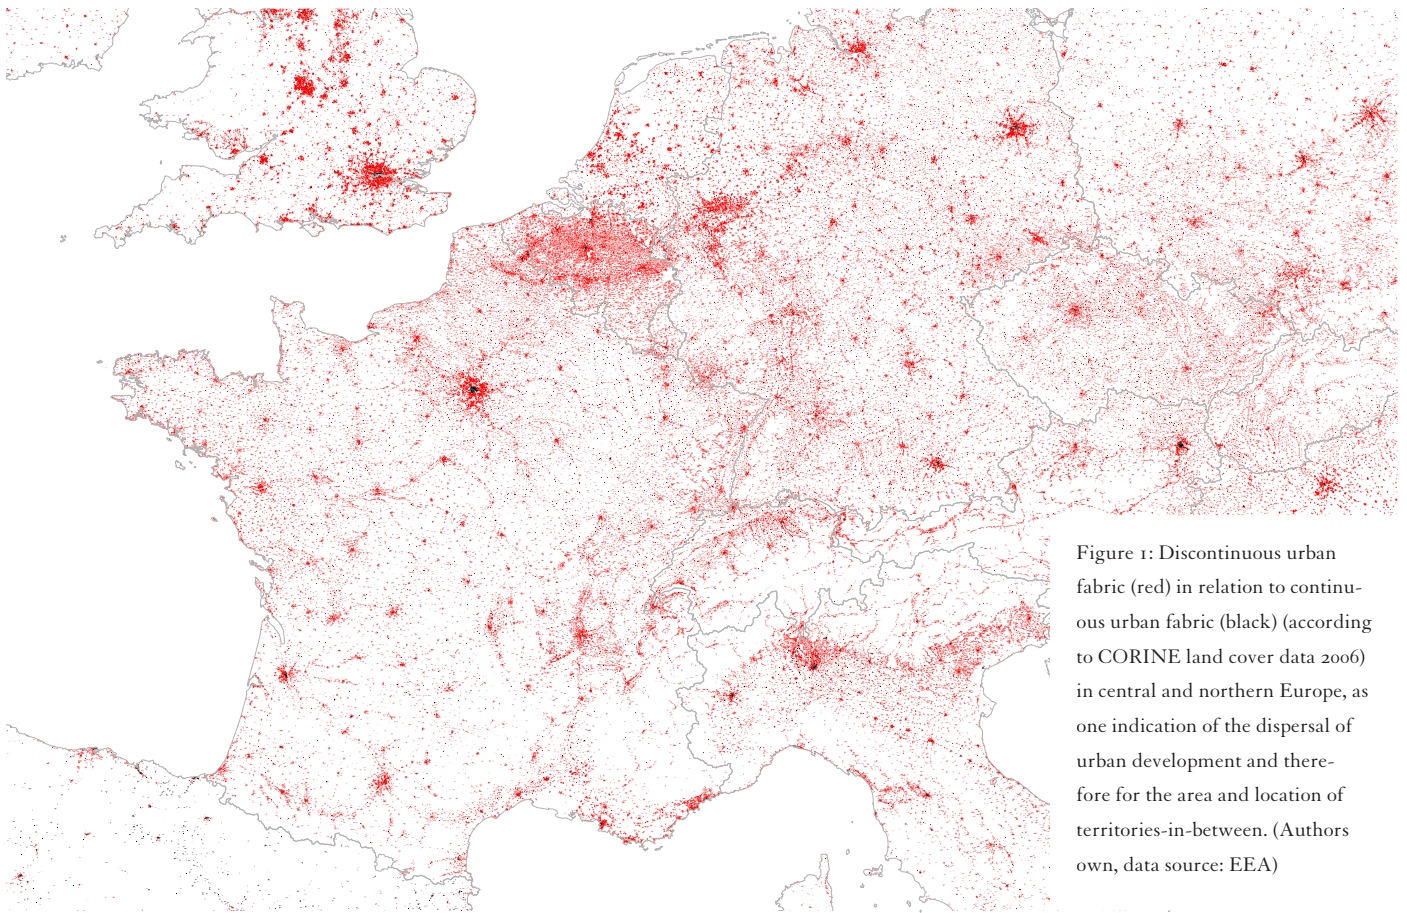 Figure 1: Discontinuous urban
fabric (red) in relation to continu-
ous urban fabric (black) (according
to CORINE land cover data 2006)
in central and northern Europe, as
one indication of the dispersal of
urban development and there-
fore for the area and location of
territories-in-between. (Authors
own, data source: EEA)